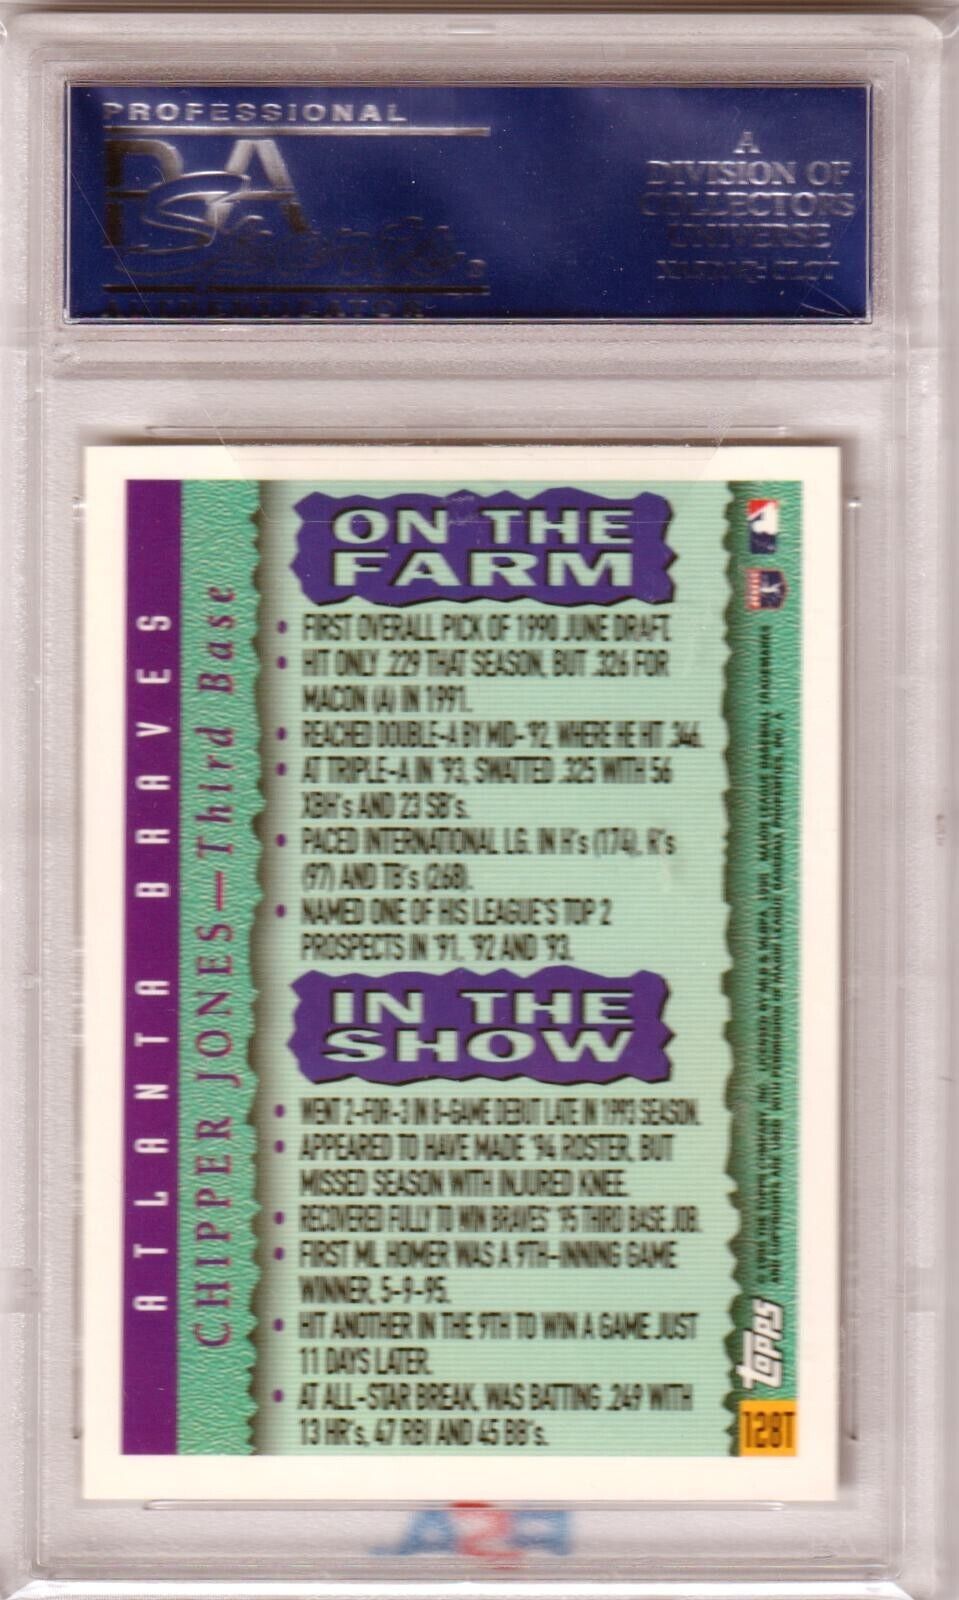 PROFESSIONAL
A
DIVISION OF
COLLECTORS
UNIVERSE
ATLANTA BRAVES
CHIPPER JONES—Third Base
ON THE
FARM
• FIRST OVERALL PICK OF 1990 JUNE DRAFT.
• HIT ONLY .229 THAT SEASON, BUT .326 FOR
MACON (A) IN 1991.
• REACHED DOUBLE-A BY MID-'92, WHERE HE HIT .346.
• AT TRIPLE-A IN '93, SWATTED .325 WITH 56
XBH's AND 23 SB's.
• PACED INTERNATIONAL LG. IN H's (174), R's
(97) AND TB's (268).
• NAMED ONE OF HIS LEAGUE'S TOP 2
PROSPECTS IN '91, '92 AND '93.
IN THE
SHOW
• WENT 2-FOR-3 IN 8-GAME DEBUT LATE IN 1993 SEASON.
• APPEARED TO HAVE MADE '94 ROSTER, BUT
MISSED SEASON WITH INJURED KNEE.
• RECOVERED FULLY TO WIN BRAVES' '95 THIRD BASE JOB.
• FIRST ML HOMER WAS A 9TH-INNING GAME
WINNER, 5-9-95.
• HIT ANOTHER IN THE 9TH TO WIN A GAME JUST
11 DAYS LATER.
• AT ALL-STAR BREAK, WAS BATTING .269 WITH
13 HR's, 47 RBI AND 45 BB's.
topps
128T
PSA